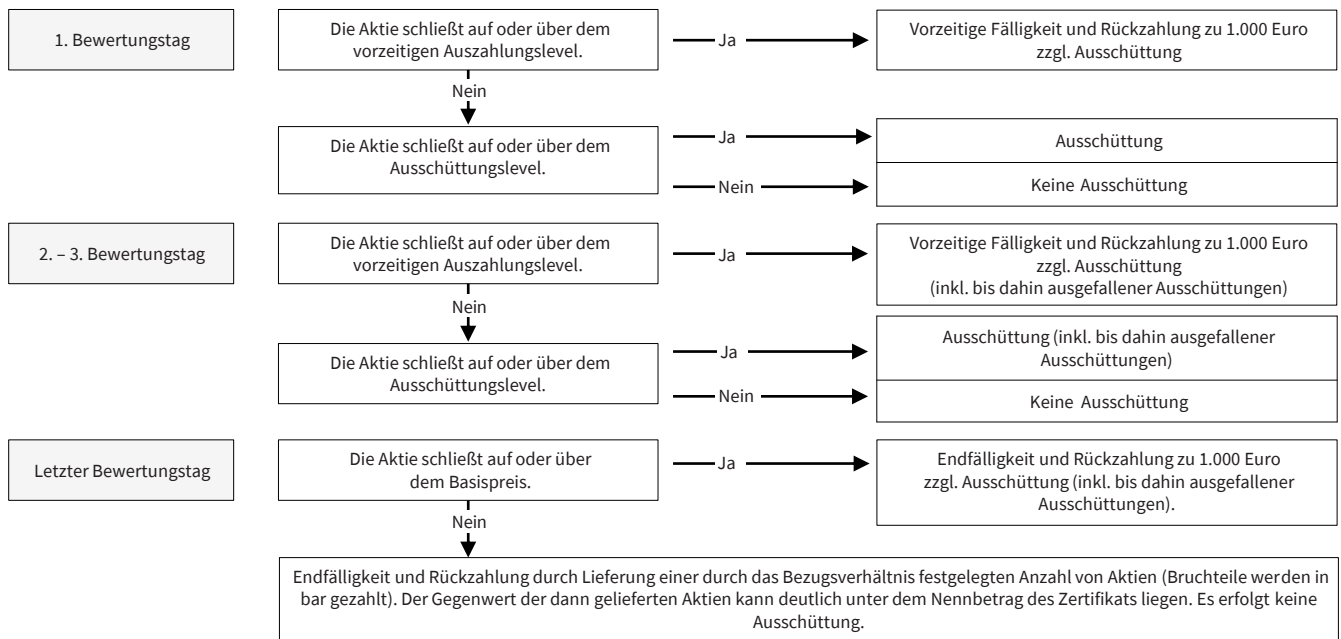 1. Bewertungstag
Die Aktie schließt auf oder über dem
vorzeitigen Auszahlungslevel.
Ja
Vorzeitige Fälligkeit und Rückzahlung zu 1.000 Euro
zzgl. Ausschüttung
Nein
Die Aktie schließt auf oder über dem
Ausschüttungslevel.
Ja
Ausschüttung
Nein
Keine Ausschüttung
2. – 3. Bewertungstag
Die Aktie schließt auf oder über dem
vorzeitigen Auszahlungslevel.
Ja
Vorzeitige Fälligkeit und Rückzahlung zu 1.000 Euro
zzgl. Ausschüttung
(inkl. bis dahin ausgefallener Ausschüttungen)
Nein
Die Aktie schließt auf oder über dem
Ausschüttungslevel.
Ja
Ausschüttung (inkl. bis dahin ausgefallener
Ausschüttungen)
Nein
Keine Ausschüttung
Letzter Bewertungstag
Die Aktie schließt auf oder über
dem Basispreis.
Ja
Endfälligkeit und Rückzahlung zu 1.000 Euro
zzgl. Ausschüttung (inkl. bis dahin ausgefallener
Ausschüttungen).
Nein
Endfälligkeit und Rückzahlung durch Lieferung einer durch das Bezugsverhältnis festgelegten Anzahl von Aktien (Bruchteile werden in
bar gezahlt). Der Gegenwert der dann gelieferten Aktien kann deutlich unter dem Nennbetrag des Zertifikats liegen. Es erfolgt keine
Ausschüttung.